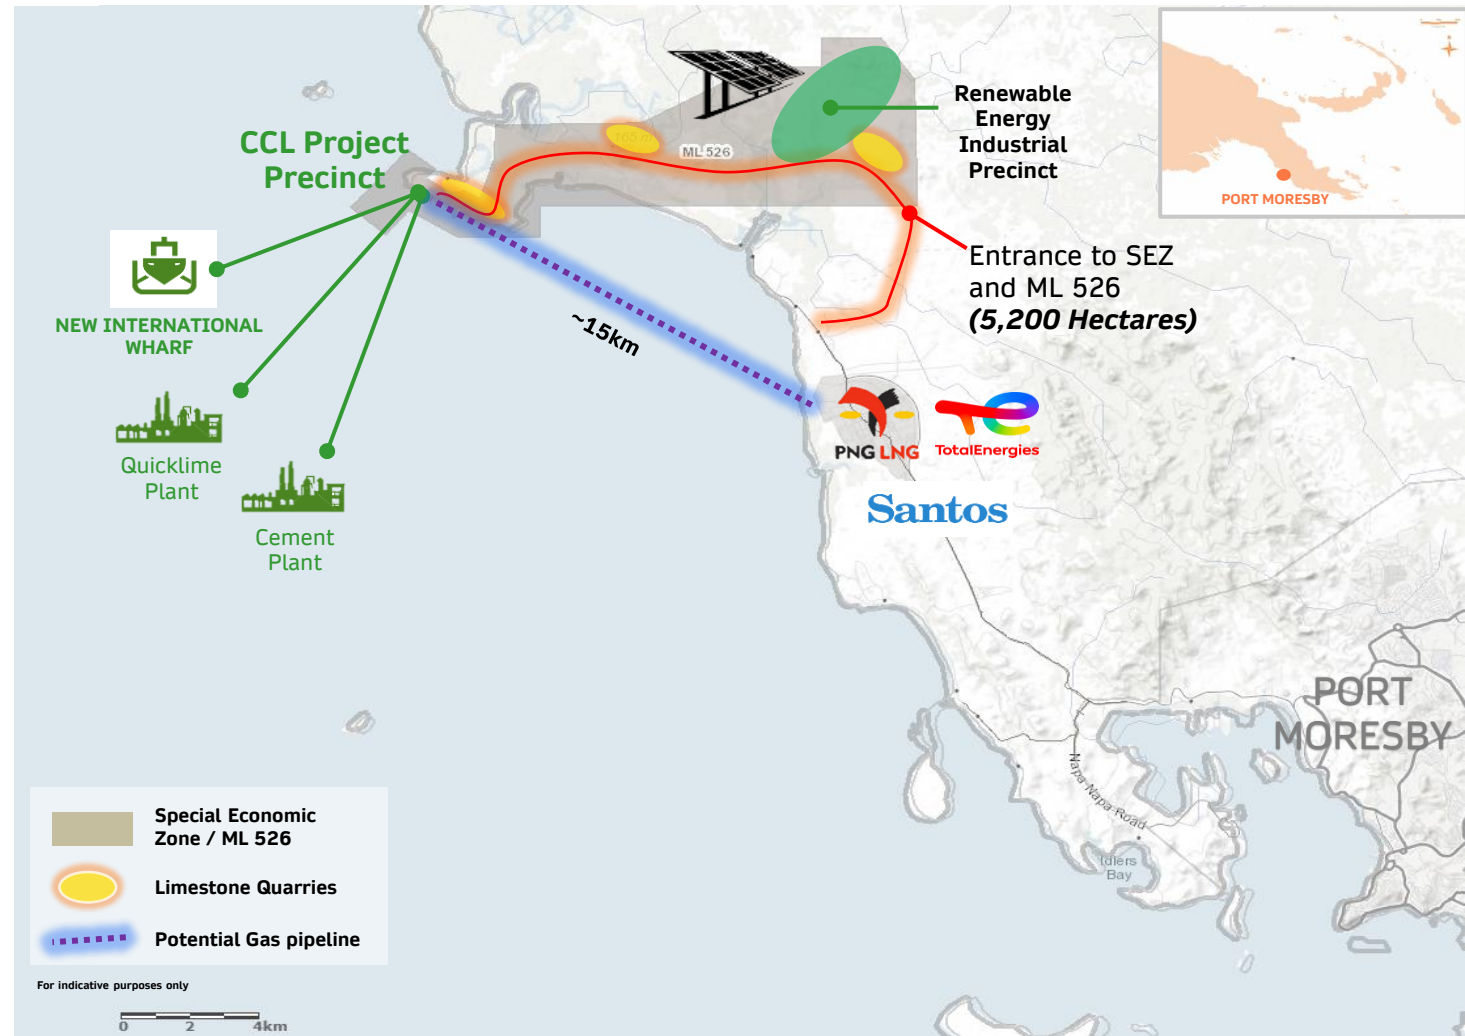 CCL Project
Precinct
NEW INTERNATIONAL
WHARF
Quicklime
Plant
Cement
Plant
165 m
ML 526
Renewable
Energy
Industrial
Precinct
PORT MORESBY
Entrance to SEZ
and ML 526
(5,200 Hectares)
~15km
PNG LNG
TotalEnergies
Santos
PORT
MORESBY
Napa Napa Road
Idlers
Bay
Special Economic
Zone / ML 526
Limestone Quarries
Potential Gas pipeline
For indicative purposes only
0 2 4km